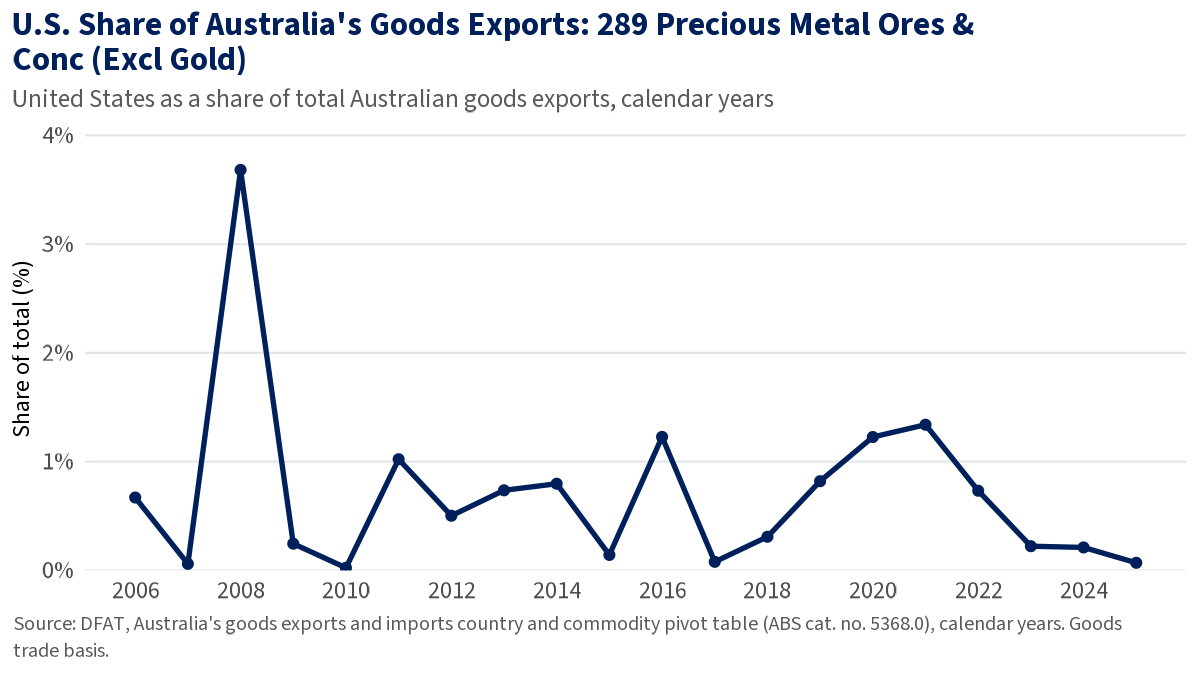 U.S. Share of Australia's Goods Exports: 289 Precious Metal Ores &
Conc (Excl Gold)
United States as a share of total Australian goods exports, calendar years
Share of total (%)
4%
3%
2%
1%
0%
2006 2008 2010 2012 2014 2016 2018 2020 2022 2024
Source: DFAT, Australia's goods exports and imports country and commodity pivot table (ABS cat. no. 5368.0), calendar years. Goods
trade basis.